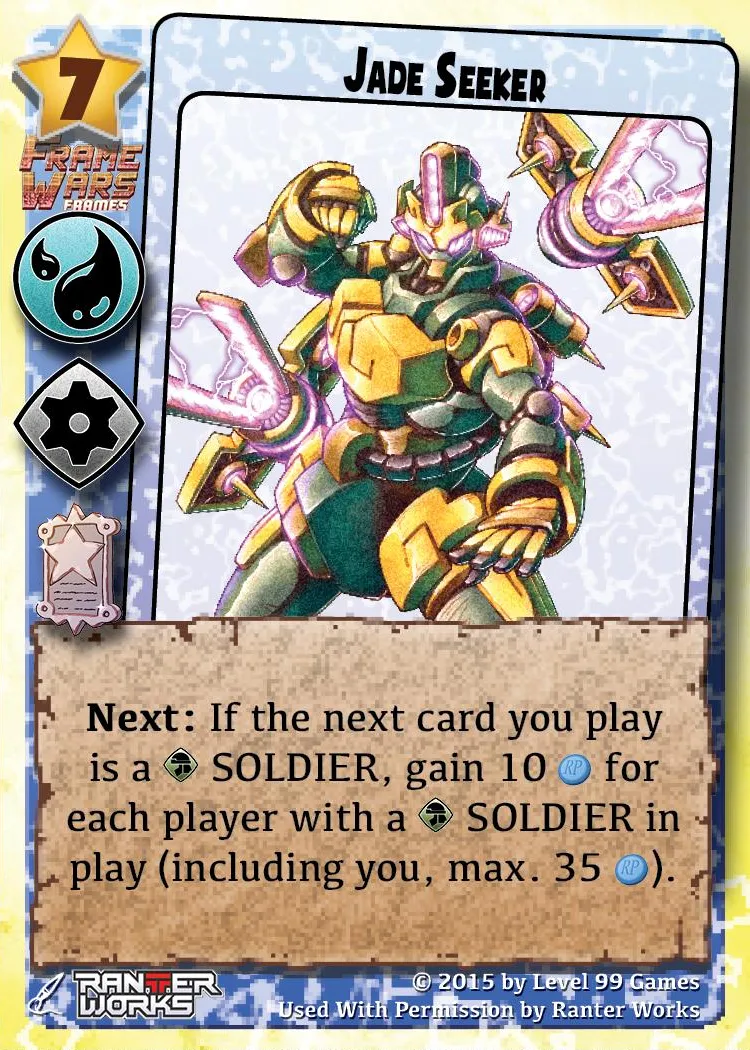 7
JADE SEEKER
FRAME
WARS
FRAMES
Next: If the next card you play
is a SOLDIER, gain 10 RP for
each player with a SOLDIER in
play (including you, max. 35 RP).
RANTER
WORKS
© 2015 by Level 99 Games
Used With Permission by Ranter Works